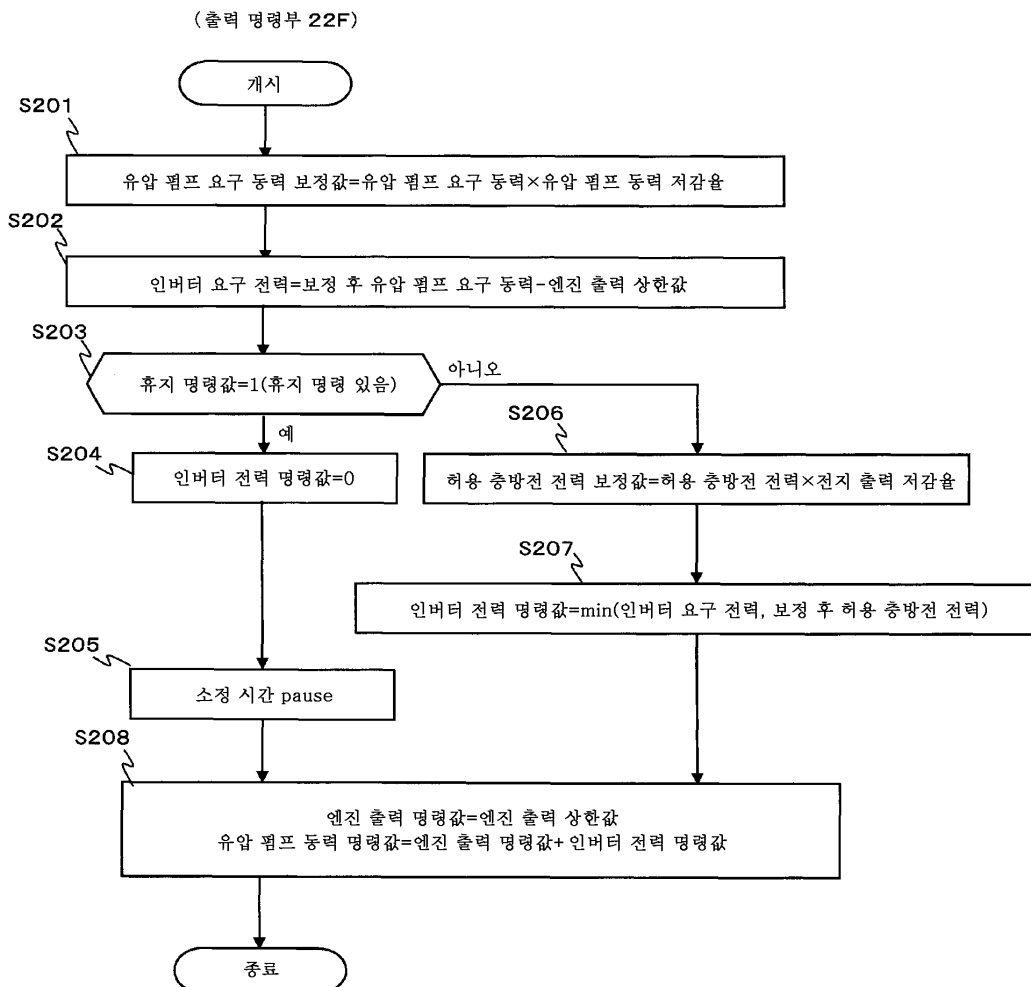 (출력 명령부 22F)
개시
S201
유압 펌프 요구 동력 보정값=유압 펌프 요구 동력×유압 펌프 동력 저감율
S202
인버터 요구 전력=보정 후 유압 펌프 요구 동력-엔진 출력 상한값
S203
휴지 명령값=1(휴지 명령 있음)
아니오
예
S204
인버터 전력 명령값=0
S206
허용 충방전 전력 보정값=허용 충방전 전력×전지 출력 저감율
S207
인버터 전력 명령값=min(인버터 요구 전력, 보정 후 허용 충방전 전력)
S205
소정 시간 pause
S208
엔진 출력 명령값=엔진 출력 상한값
유압 펌프 동력 명령값=엔진 출력 명령값+인버터 전력 명령값
종료